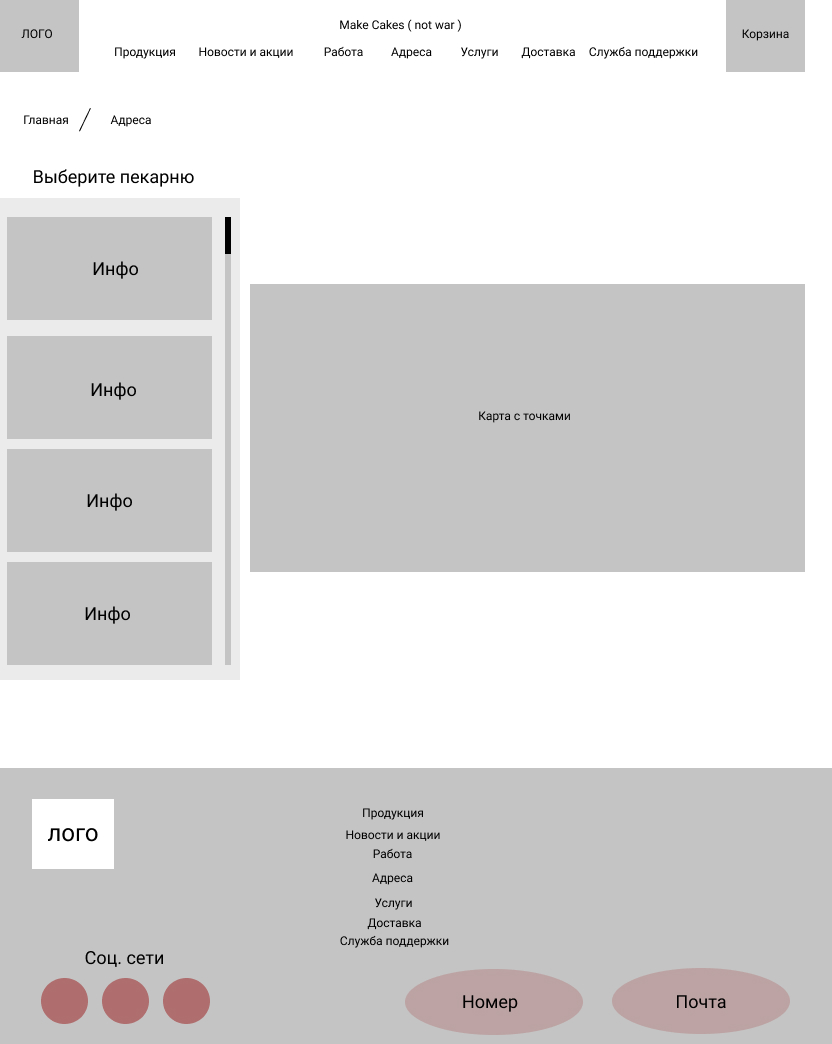 ЛОГО
Make Cakes ( not war )
Корзина
Продукция Новости и акции Работа Адреса Услуги Доставка Служба поддержки
Главная / Адреса
Выберите пекарню
Инфо
Инфо
Инфо
Инфо
Карта с точками
ЛОГО
Продукция
Новости и акции
Работа
Адреса
Услуги
Доставка
Служба поддержки
Соц. сети
Номер
Почта